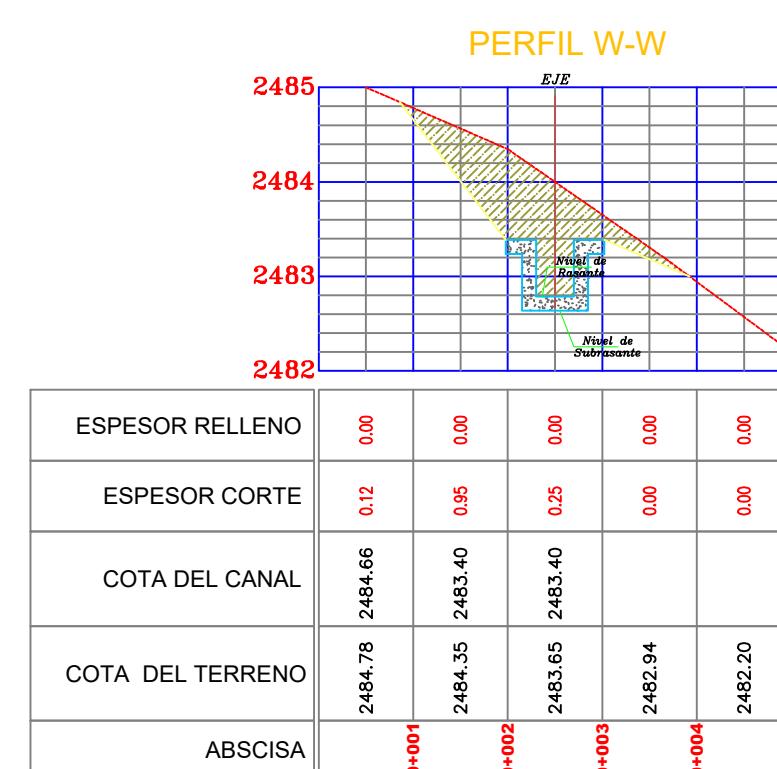 PERFIL W-W
EJE
2485
2484
2483
2482
Nivel de
Rasante
Nivel de
Subrasante
ESPESOR RELLENO 0.00 0.00 0.00 0.00 0.00
ESPESOR CORTE 0.12 0.95 0.25 0.00 0.00
COTA DEL CANAL 2484.66 2483.40 2483.40
COTA DEL TERRENO 2484.78 2484.35 2483.65 2482.94 2482.20
ABSCISA +001 +002 +003 +004